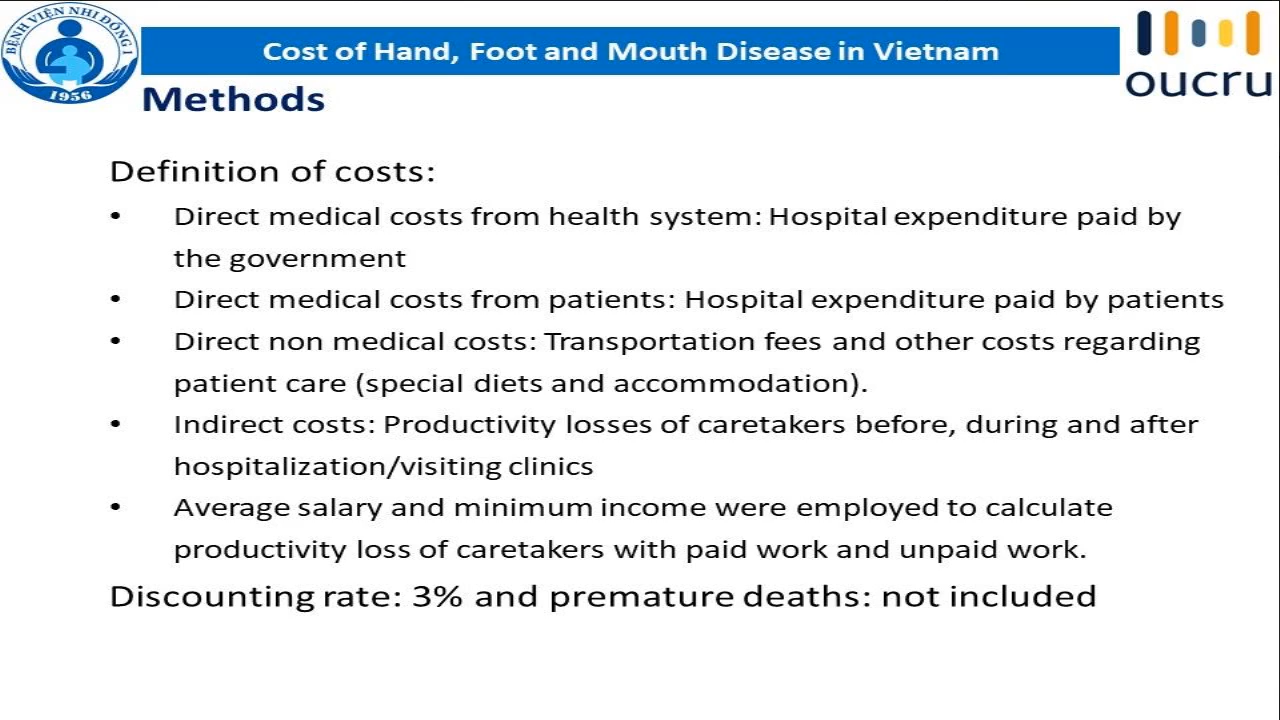 BỆNH VIỆN NHI ĐỒNG 1
1956
Cost of Hand, Foot and Mouth Disease in Vietnam
oucru
Methods
Definition of costs:
• Direct medical costs from health system: Hospital expenditure paid by
the government
• Direct medical costs from patients: Hospital expenditure paid by patients
• Direct non medical costs: Transportation fees and other costs regarding
patient care (special diets and accommodation).
• Indirect costs: Productivity losses of caretakers before, during and after
hospitalization/visiting clinics
• Average salary and minimum income were employed to calculate
productivity loss of caretakers with paid work and unpaid work.
Discounting rate: 3% and premature deaths: not included